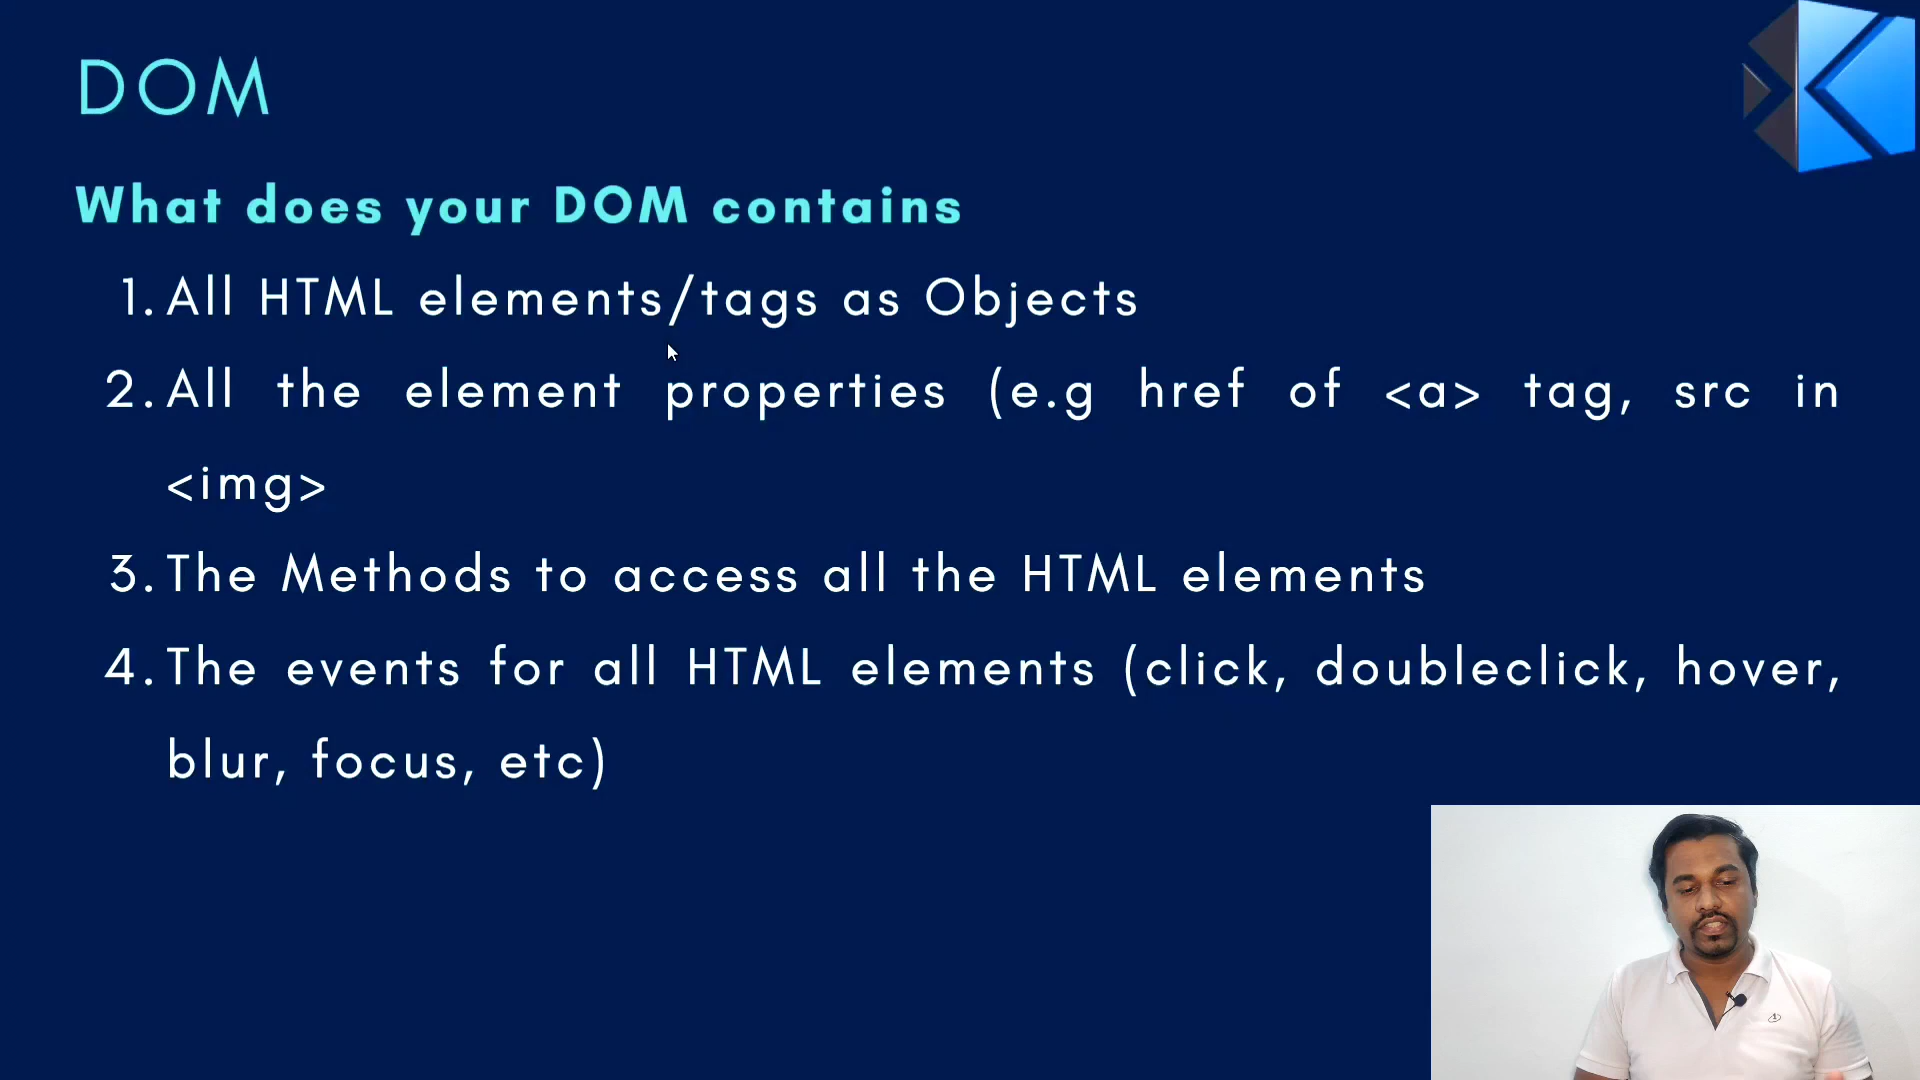 DOM
What does your DOM contains
1. All HTML elements/tags as Objects
2. All the element properties (e.g href of <a> tag, src in
<img>
3. The Methods to access all the HTML elements
4. The events for all HTML elements (click, doubleclick, hover,
blur, focus, etc)